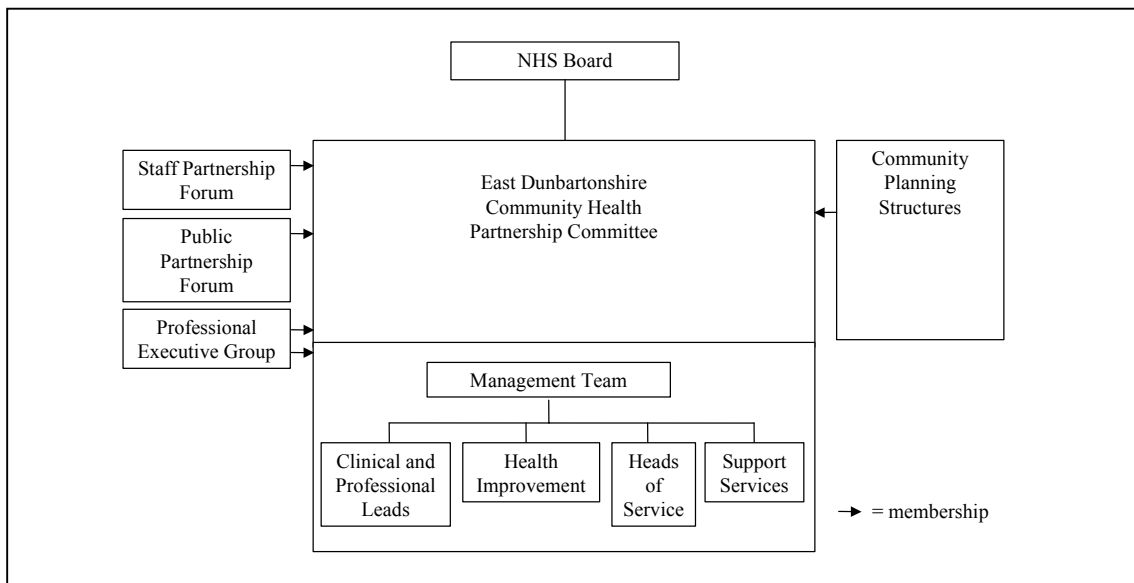 NHS Board
Staff Partnership
Forum
Public
Partnership
Forum
Professional
Executive Group
East Dunbartonshire
Community Health
Partnership Committee
Community
Planning
Structures
Management Team
Clinical and
Professional
Leads
Health
Improvement
Heads
of
Service
Support
Services
= membership